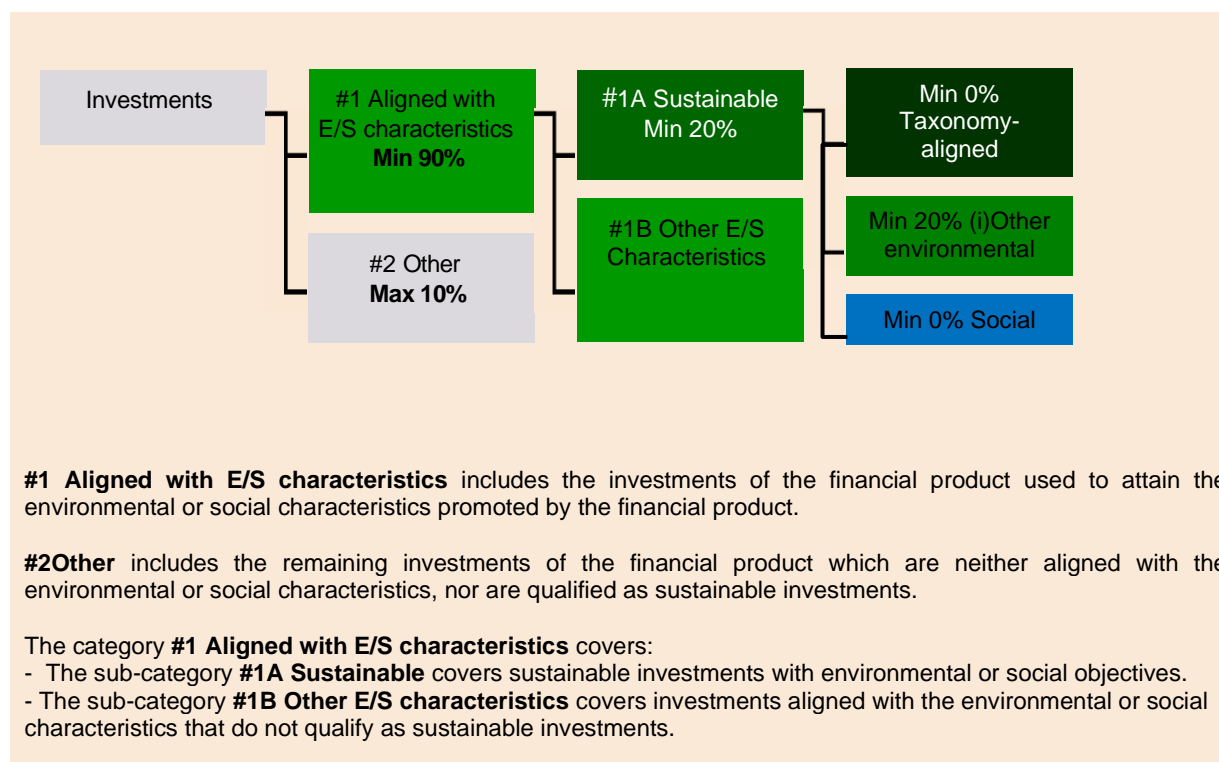 Investments
#1 Aligned with
E/S characteristics
Min 90%
#2 Other
Max 10%
#1A Sustainable
Min 20%
#1B Other E/S
Characteristics
Min 0%
Taxonomy-
aligned
Min 20% (i)Other
environmental
Min 0% Social
#1 Aligned with E/S characteristics includes the investments of the financial product used to attain the
environmental or social characteristics promoted by the financial product.
#2Other includes the remaining investments of the financial product which are neither aligned with the
environmental or social characteristics, nor are qualified as sustainable investments.
The category #1 Aligned with E/S characteristics covers:
- The sub-category #1A Sustainable covers sustainable investments with environmental or social objectives.
- The sub-category #1B Other E/S characteristics covers investments aligned with the environmental or social
characteristics that do not qualify as sustainable investments.